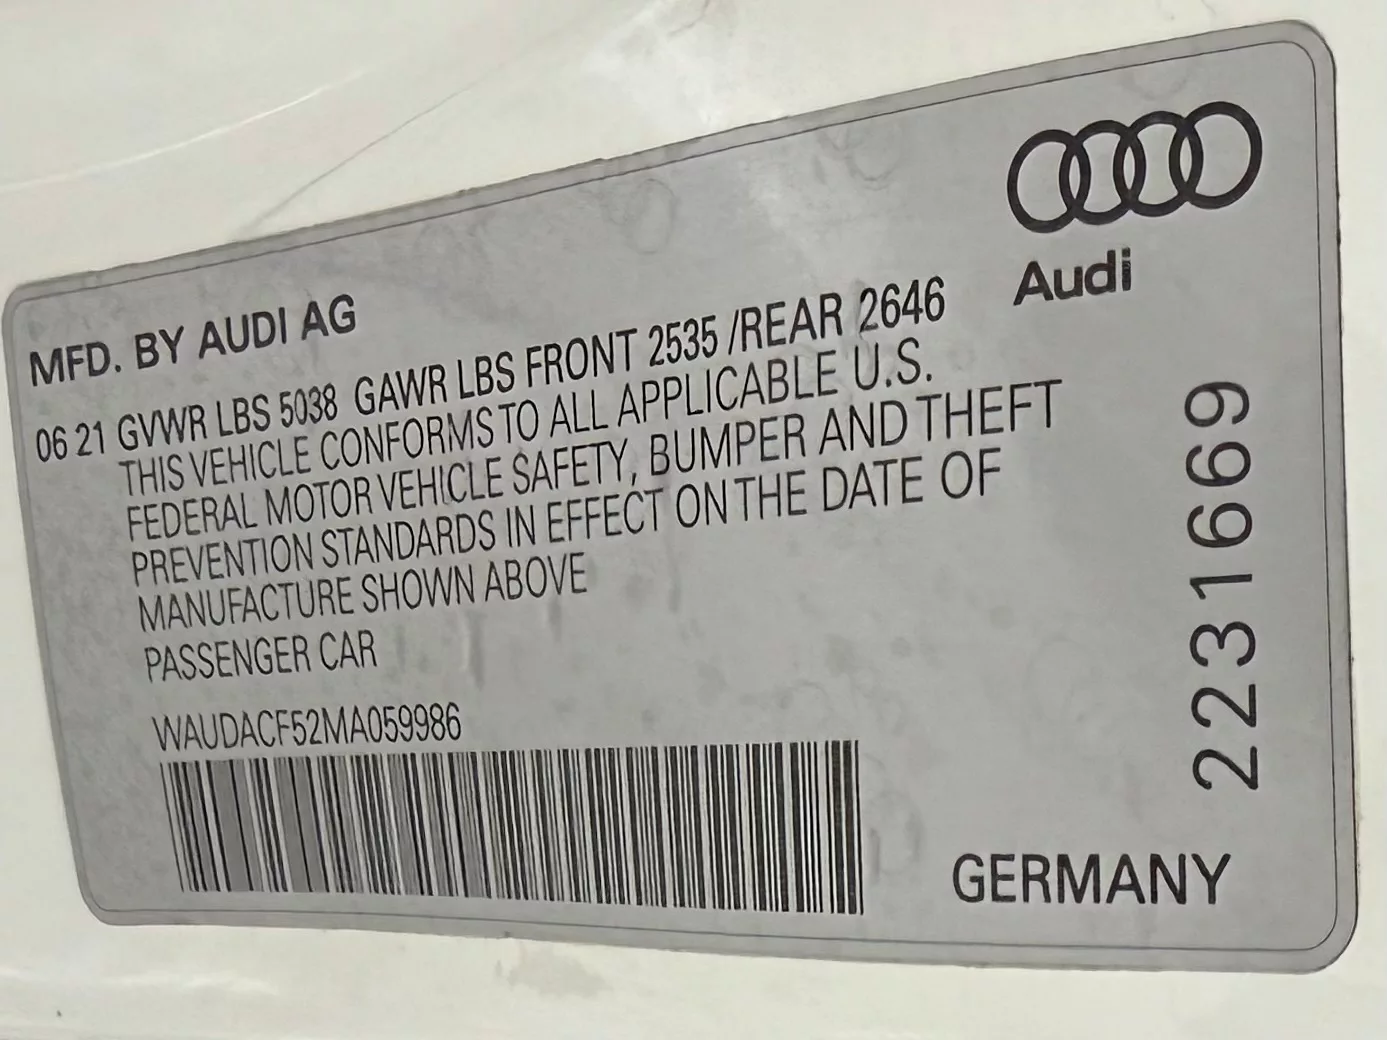 Audi
MFD. BY AUDI AG
06 21 GVWR LBS 5038 GAWR LBS FRONT 2535 /REAR 2646
THIS VEHICLE CONFORMS TO ALL APPLICABLE U.S.
FEDERAL MOTOR VEHICLE SAFETY, BUMPER AND THEFT
PREVENTION STANDARDS IN EFFECT ON THE DATE OF
MANUFACTURE SHOWN ABOVE
PASSENGER CAR
WAUDACF52MA059986
2231669
GERMANY